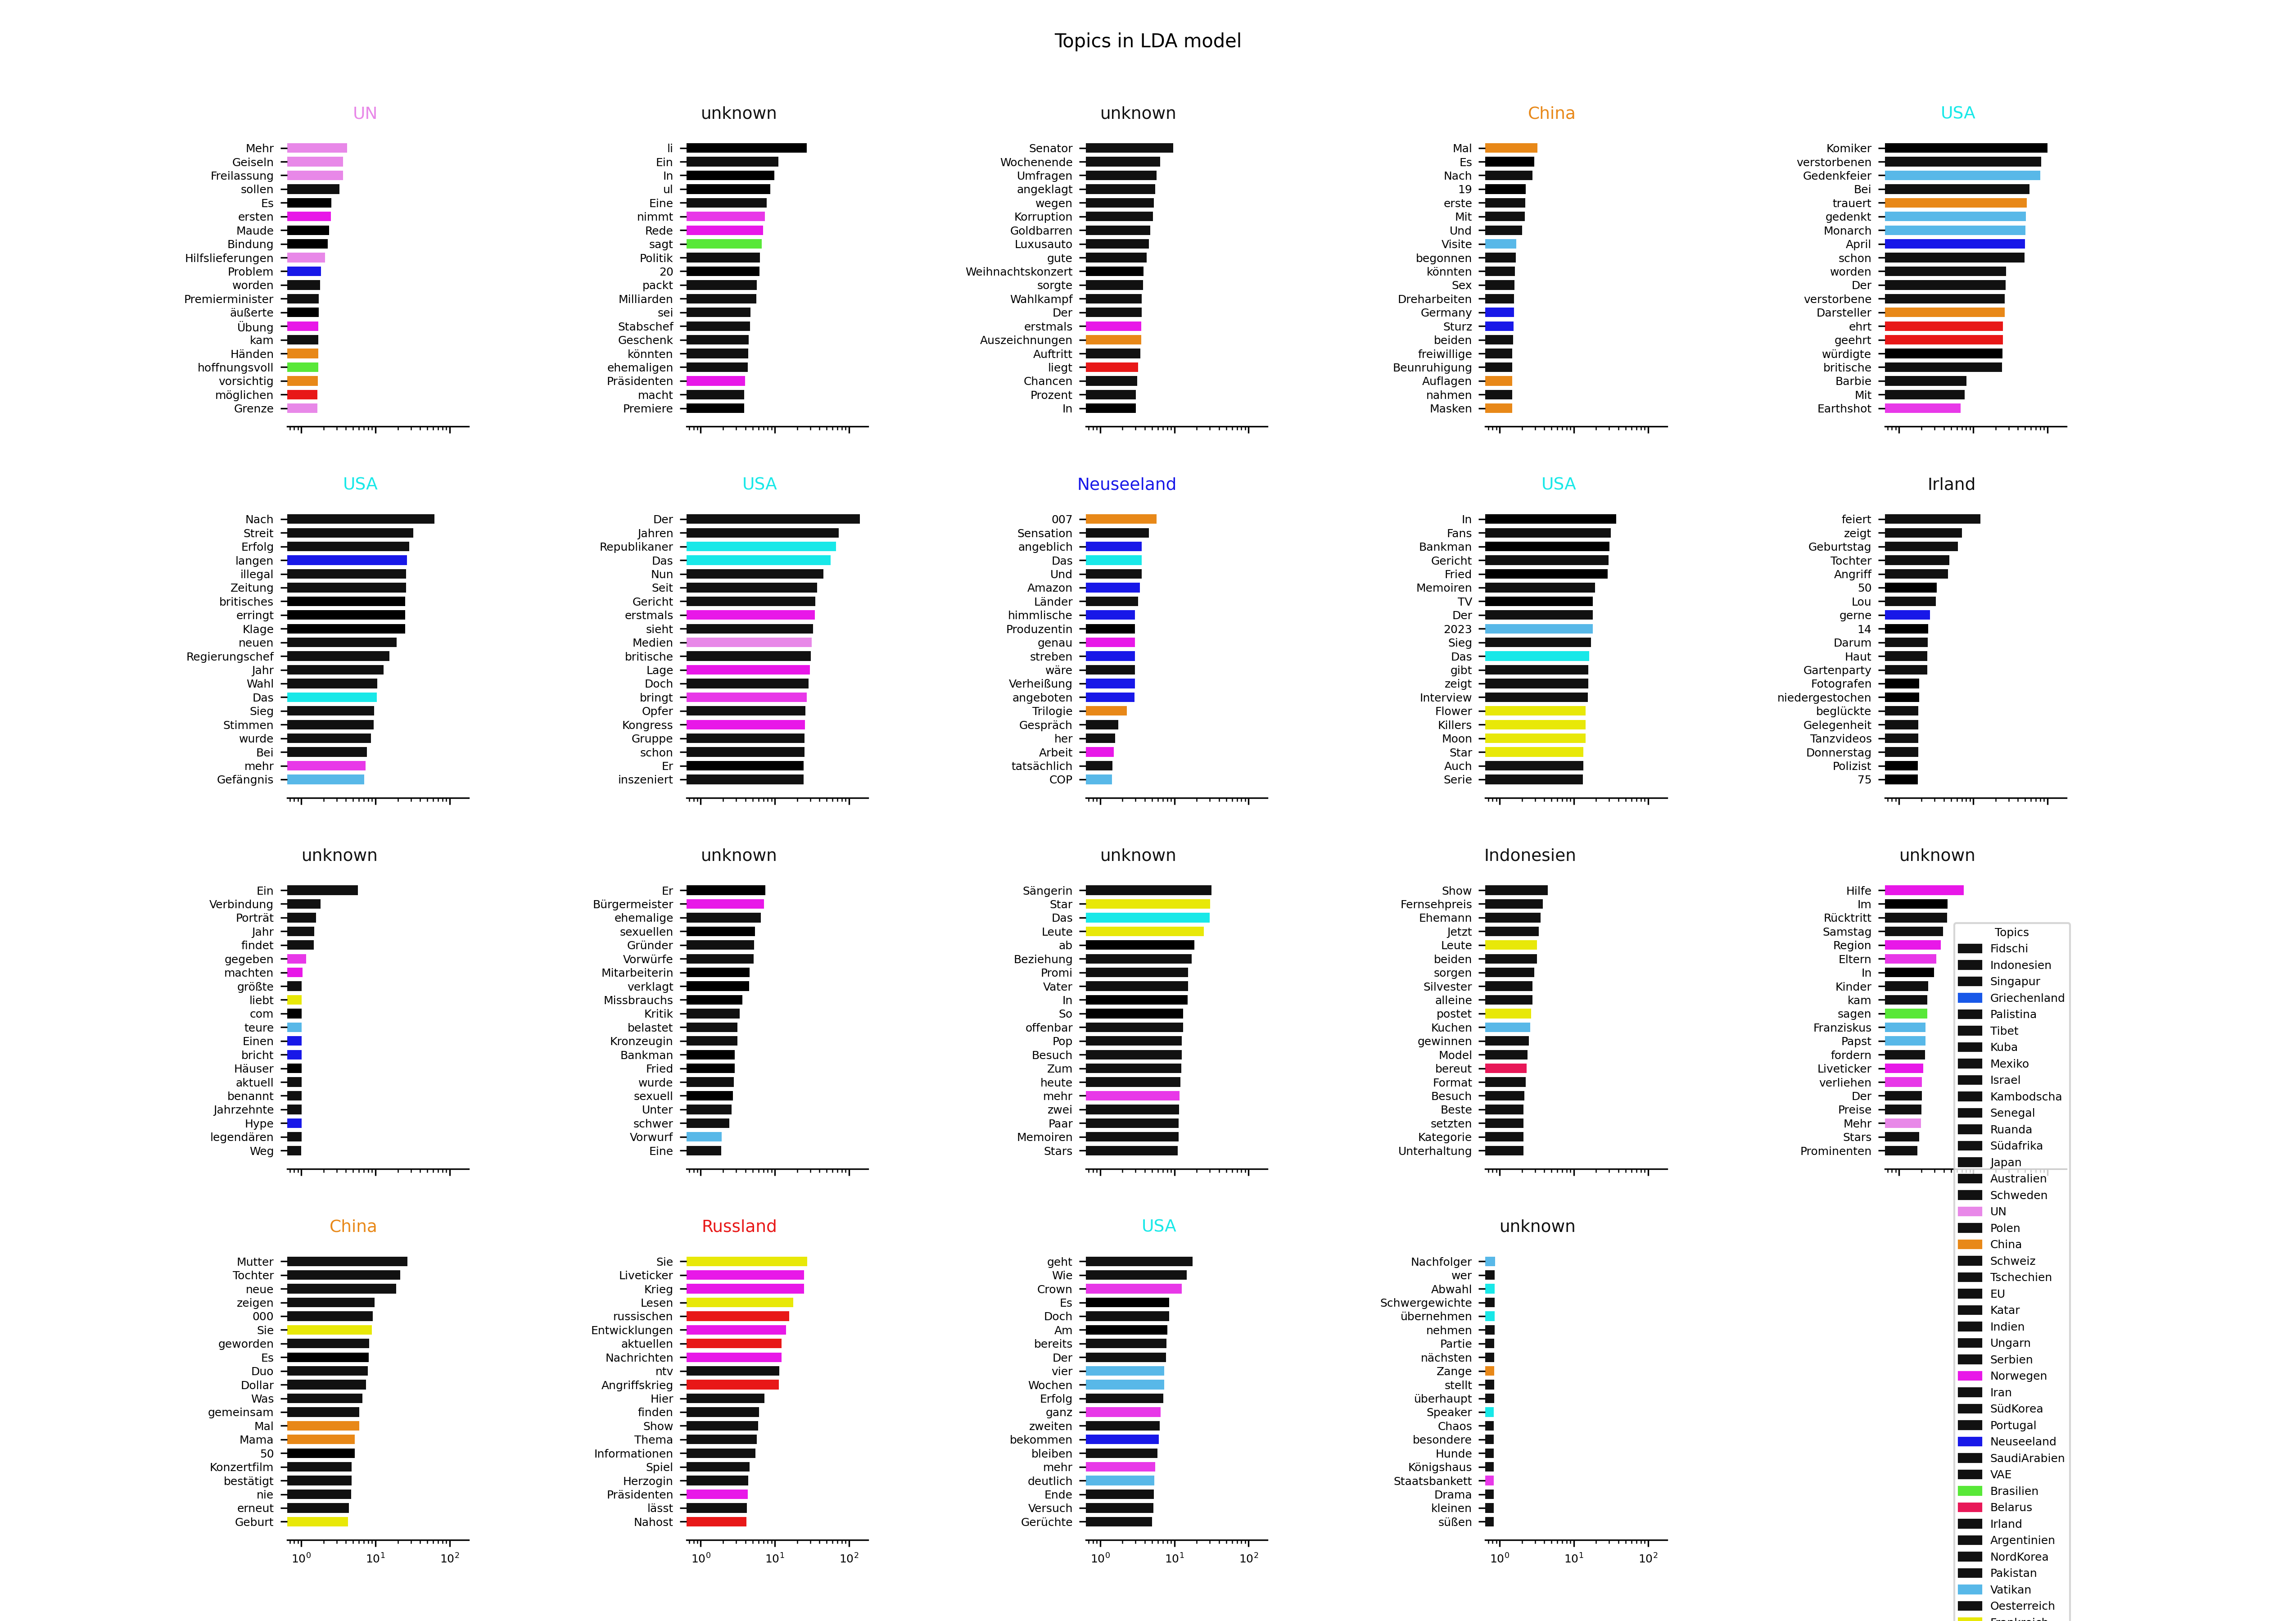 Topics in LDA model
UN
Mehr
Geiseln
Freilassung
sollen
Es
ersten
Maude
Bindung
Hilfslieferungen
Problem
worden
Premierminister
äußerte
Übung
kam
Händen
hoffnungsvoll
vorsichtig
möglichen
Grenze
unknown
li
Ein
In
ul
Eine
nimmt
Rede
sagt
Politik
20
packt
Milliarden
sei
Stabschef
Geschenk
könnten
ehemaligen
Präsidenten
macht
Premiere
unknown
Senator
Wochenende
Umfragen
angeklagt
wegen
Korruption
Goldbarren
Luxusauto
gute
Weihnachtskonzert
sorgte
Wahlkampf
Der
erstmals
Auszeichnungen
Auftritt
liegt
Chancen
Prozent
In
China
Mal
Es
Nach
19
erste
Mit
Und
Visite
begonnen
könnten
Sex
Dreharbeiten
Germany
Sturz
beiden
freiwillige
Beunruhigung
Auflagen
nahmen
Masken
USA
Komiker
verstorbenen
Gedenkfeier
Bei
trauert
gedenkt
Monarch
April
schon
worden
Der
verstorbene
Darsteller
ehrt
geehrt
würdigte
britische
Barbie
Mit
Earthshot
USA
Nach
Streit
Erfolg
langen
illegal
Zeitung
britisches
erringt
Klage
neuen
Regierungschef
Jahr
Wahl
Das
Sieg
Stimmen
wurde
Bei
mehr
Gefängnis
USA
Der
Jahren
Republikaner
Das
Nun
Seit
Gericht
erstmals
sieht
Medien
britische
Lage
Doch
bringt
Opfer
Kongress
Gruppe
schon
Er
inszeniert
Neuseeland
007
Sensation
angeblich
Das
Und
Amazon
Länder
himmlische
Produzentin
genau
streben
wäre
Verheißung
angeboten
Trilogie
Gespräch
her
Arbeit
tatsächlich
COP
USA
In
Fans
Bankman
Gericht
Fried
Memoiren
TV
Der
2023
Sieg
Das
gibt
zeigt
Interview
Flower
Killers
Moon
Star
Auch
Serie
Irland
feiert
zeigt
Geburtstag
Tochter
Angriff
50
Lou
gerne
14
Darum
Haut
Gartenparty
Fotografen
niedergestochen
beglückte
Gelegenheit
Tanzvideos
Donnerstag
Polizist
75
unknown
Ein
Verbindung
Porträt
Jahr
findet
gegeben
machten
größte
liebt
com
teure
Einen
bricht
Häuser
aktuell
benannt
Jahrzehnte
Hype
legendären
Weg
unknown
Er
Bürgermeister
ehemalige
sexuellen
Gründer
Vorwürfe
Mitarbeiterin
verklagt
Missbrauchs
Kritik
belastet
Kronzeugin
Bankman
Fried
wurde
sexuell
Unter
schwer
Vorwurf
Eine
unknown
Sängerin
Star
Das
Leute
ab
Beziehung
Promi
Vater
In
So
offenbar
Pop
Besuch
Zum
heute
mehr
zwei
Paar
Memoiren
Stars
Indonesien
Show
Fernsehpreis
Ehemann
Jetzt
Leute
beiden
sorgen
Silvester
alleine
postet
Kuchen
gewinnen
Model
bereut
Format
Besuch
Beste
setzten
Kategorie
Unterhaltung
unknown
Hilfe
Im
Rücktritt
Samstag
Region
Eltern
In
Kinder
kam
sagen
Franziskus
Papst
fordern
Liveticker
verliehen
Der
Preise
Mehr
Stars
Prominenten
China
Mutter
Tochter
neue
zeigen
000
Sie
geworden
Es
Duo
Dollar
Was
gemeinsam
Mal
Mama
50
Konzertfilm
bestätigt
nie
erneut
Geburt
10⁰ 10¹ 10²
Russland
Sie
Liveticker
Krieg
Lesen
russischen
Entwicklungen
aktuellen
Nachrichten
ntv
Angriffskrieg
Hier
finden
Show
Thema
Informationen
Spiel
Herzogin
Präsidenten
lässt
Nahost
10⁰ 10¹ 10²
USA
geht
Wie
Crown
Es
Doch
Am
bereits
Der
vier
Wochen
Erfolg
ganz
zweiten
bekommen
bleiben
mehr
deutlich
Ende
Versuch
Gerüchte
10⁰ 10¹ 10²
unknown
Nachfolger
wer
Abwahl
Schwergewichte
übernehmen
nehmen
Partie
nächsten
Zange
stellt
überhaupt
Speaker
Chaos
besondere
Hunde
Königshaus
Staatsbankett
Drama
kleinen
süßen
10⁰ 10¹ 10²
Topics
Fidschi
Indonesien
Singapur
Griechenland
Palistina
Tibet
Kuba
Mexiko
Israel
Kambodscha
Senegal
Ruanda
Südafrika
Japan
Australien
Schweden
UN
Polen
China
Schweiz
Tschechien
EU
Katar
Indien
Ungarn
Serbien
Norwegen
Iran
SüdKorea
Portugal
Neuseeland
SaudiArabien
VAE
Brasilien
Belarus
Irland
Argentinien
NordKorea
Pakistan
Vatikan
Oesterreich